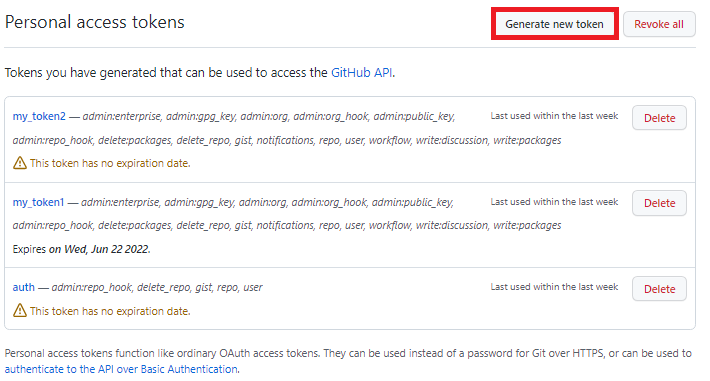 Personal access tokens
Generate new token
Revoke all
Tokens you have generated that can be used to access the GitHub API.
my_token2 — admin:enterprise, admin:gpg_key, admin:org, admin:org_hook, admin:public_key,
Last used within the last week
Delete
admin:repo_hook, delete:packages, delete_repo, gist, notifications, repo, user, workflow, write:discussion, write:packages
This token has no expiration date.
my_token1 — admin:enterprise, admin:gpg_key, admin:org, admin:org_hook, admin:public_key,
Last used within the last week
Delete
admin:repo_hook, delete:packages, delete_repo, gist, notifications, repo, user, workflow, write:discussion, write:packages
Expires on Wed, Jun 22 2022.
auth — admin:repo_hook, delete_repo, gist, repo, user
Last used within the last week
Delete
This token has no expiration date.
Personal access tokens function like ordinary OAuth access tokens. They can be used instead of a password for Git over HTTPS, or can be used to
authenticate to the API over Basic Authentication.